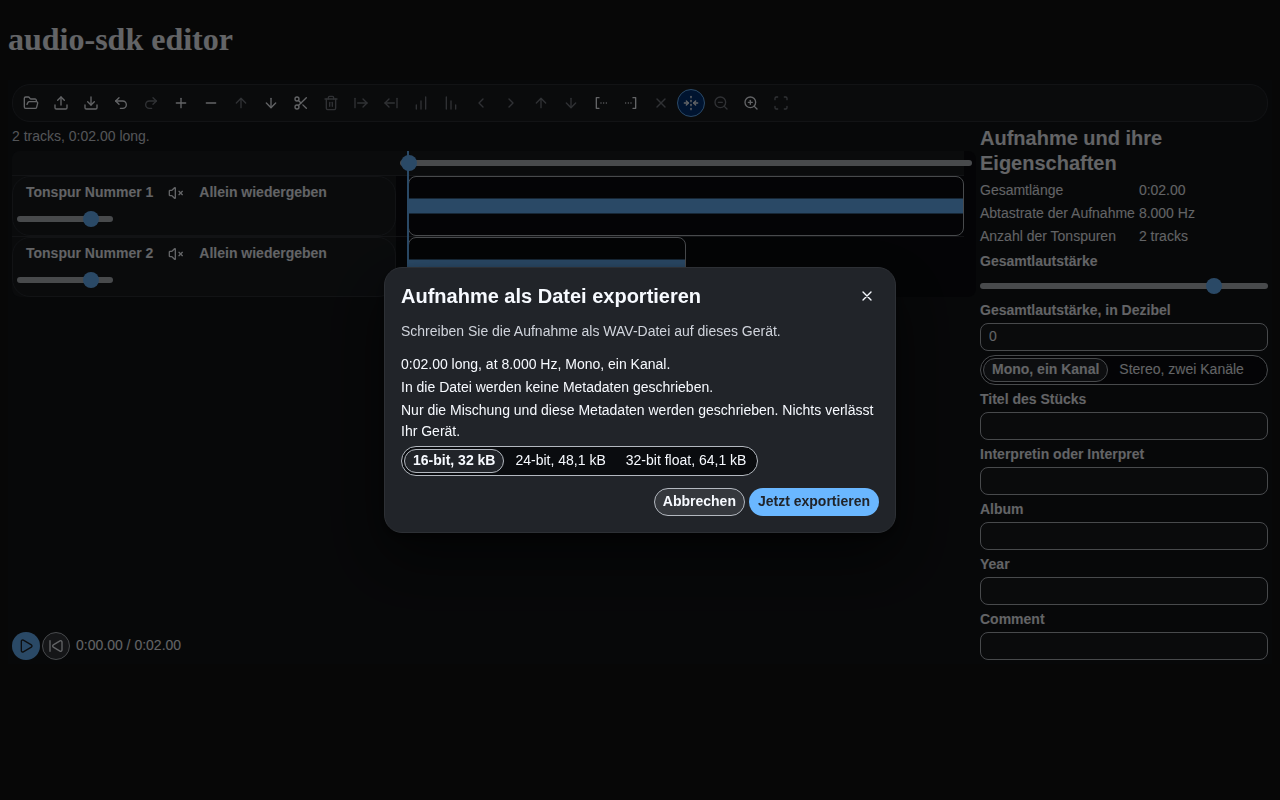 audio-sdk editor
2 tracks, 0:02.00 long.
Tonspur Nummer 1 Allein wiedergeben
Tonspur Nummer 2 Allein wiedergeben
Aufnahme als Datei exportieren
Schreiben Sie die Aufnahme als WAV-Datei auf dieses Gerät.
0:02.00 long, at 8.000 Hz, Mono, ein Kanal.
In die Datei werden keine Metadaten geschrieben.
Nur die Mischung und diese Metadaten werden geschrieben. Nichts verlässt
Ihr Gerät.
16-bit, 32 kB 24-bit, 48,1 kB 32-bit float, 64,1 kB
Abbrechen Jetzt exportieren
Aufnahme und ihre
Eigenschaften
Gesamtlänge 0:02.00
Abtastrate der Aufnahme 8.000 Hz
Anzahl der Tonspuren 2 tracks
Gesamtlautstärke
Gesamtlautstärke, in Dezibel
0
Mono, ein Kanal Stereo, zwei Kanäle
Titel des Stücks
Interpretin oder Interpret
Album
Year
Comment
0:00.00 / 0:02.00